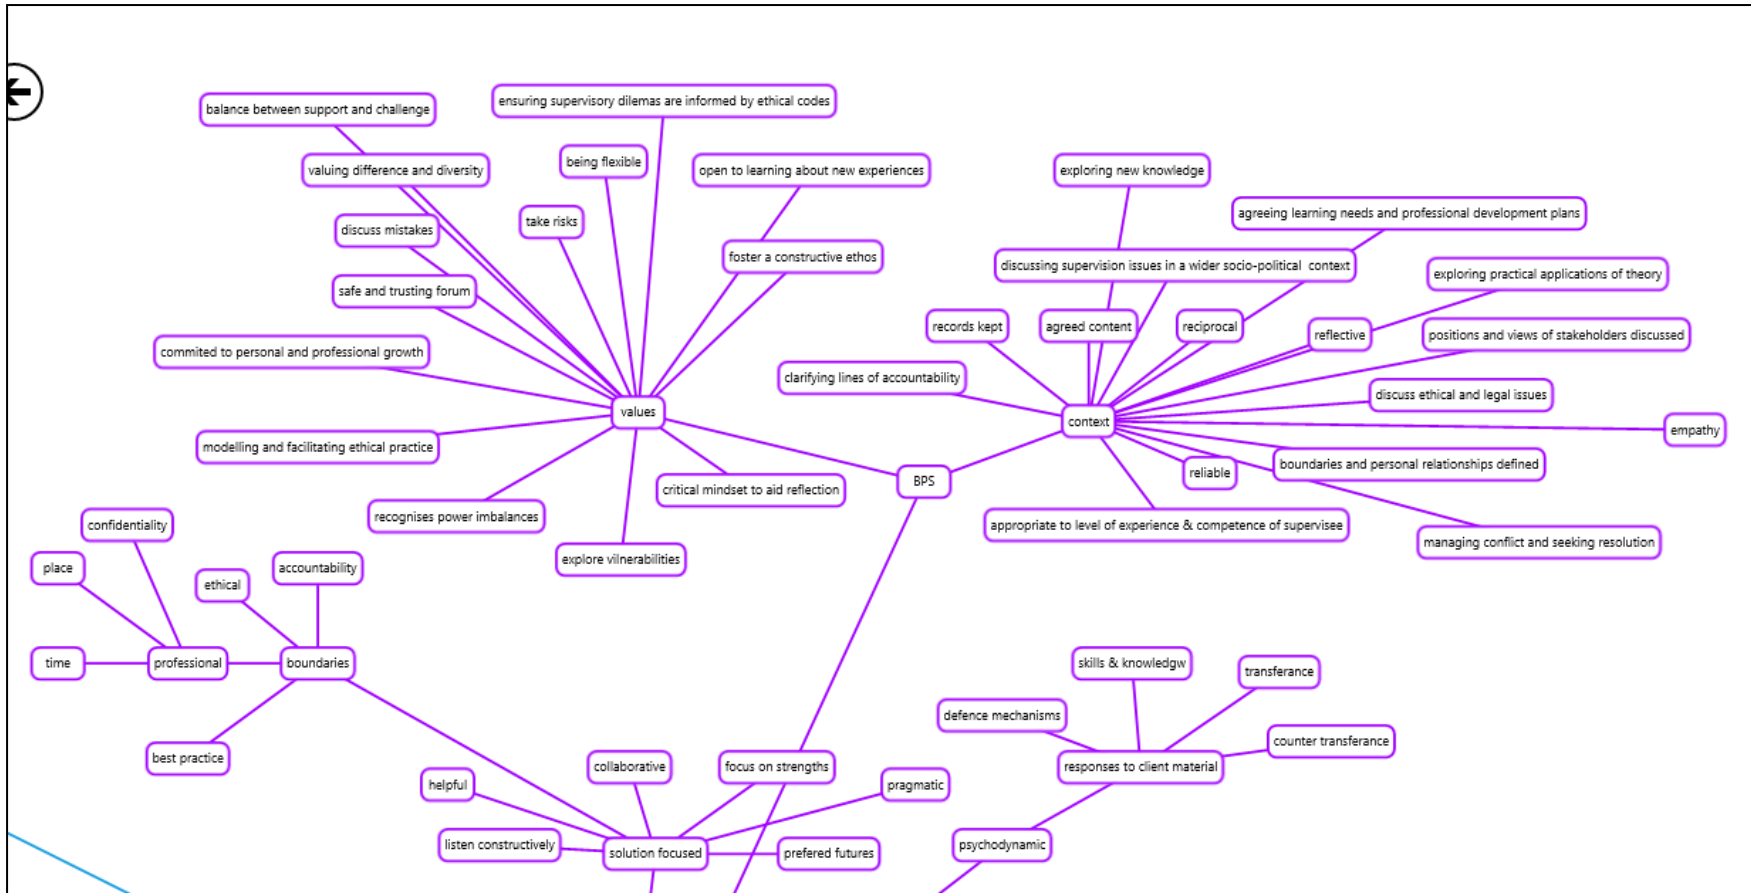 balance between support and challenge
ensuring supervisory dilemas are informed by ethical codes
valuing difference and diversity
being flexible
open to learning about new experiences
discuss mistakes
take risks
foster a constructive ethos
safe and trusting forum
commited to personal and professional growth
values
modelling and facilitating ethical practice
critical mindset to aid reflection
recognises power imbalances
explore vilnerabilities
BPS
exploring new knowledge
agreeing learning needs and professional development plans
discussing supervision issues in a wider socio-political context
exploring practical applications of theory
records kept
agreed content
reciprocal
reflective
positions and views of stakeholders discussed
clarifying lines of accountability
discuss ethical and legal issues
context
empathy
reliable
boundaries and personal relationships defined
appropriate to level of experience & competence of supervisee
managing conflict and seeking resolution
confidentiality
place
ethical
accountability
time
professional
boundaries
best practice
skills & knowledgw
transferance
defence mechanisms
counter transferance
responses to client material
psychodynamic
collaborative
focus on strengths
helpful
pragmatic
listen constructively
solution focused
prefered futures